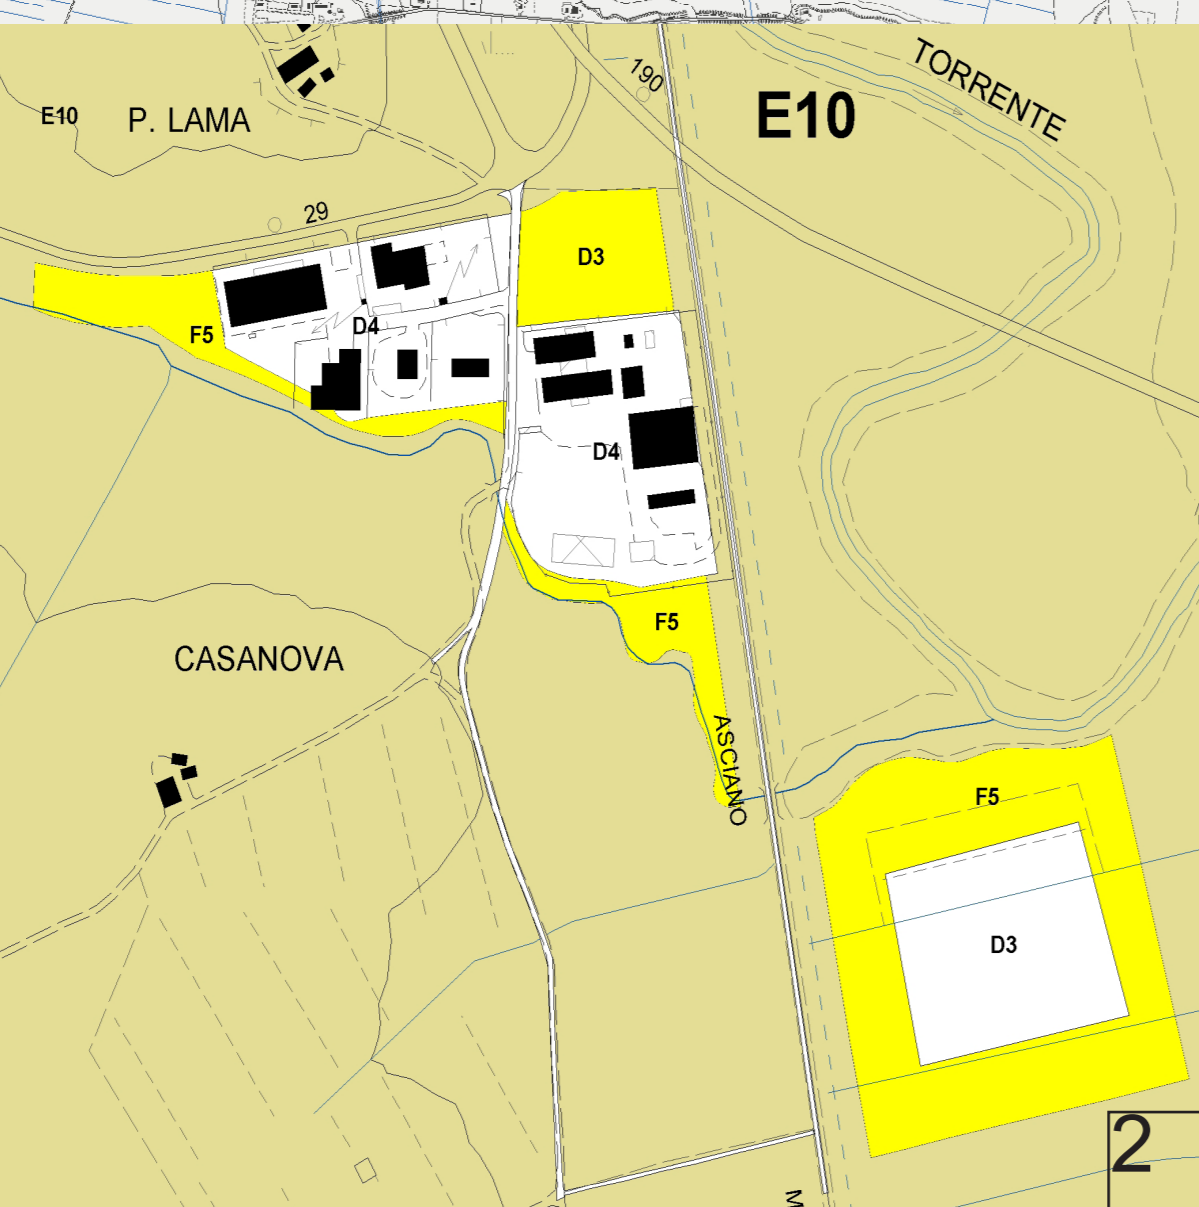 190
TORRENTE
E10
E10
P. LAMA
29
D3
F5
D4
D4
F5
CASANOVA
ASCIANO
F5
D3
2
M